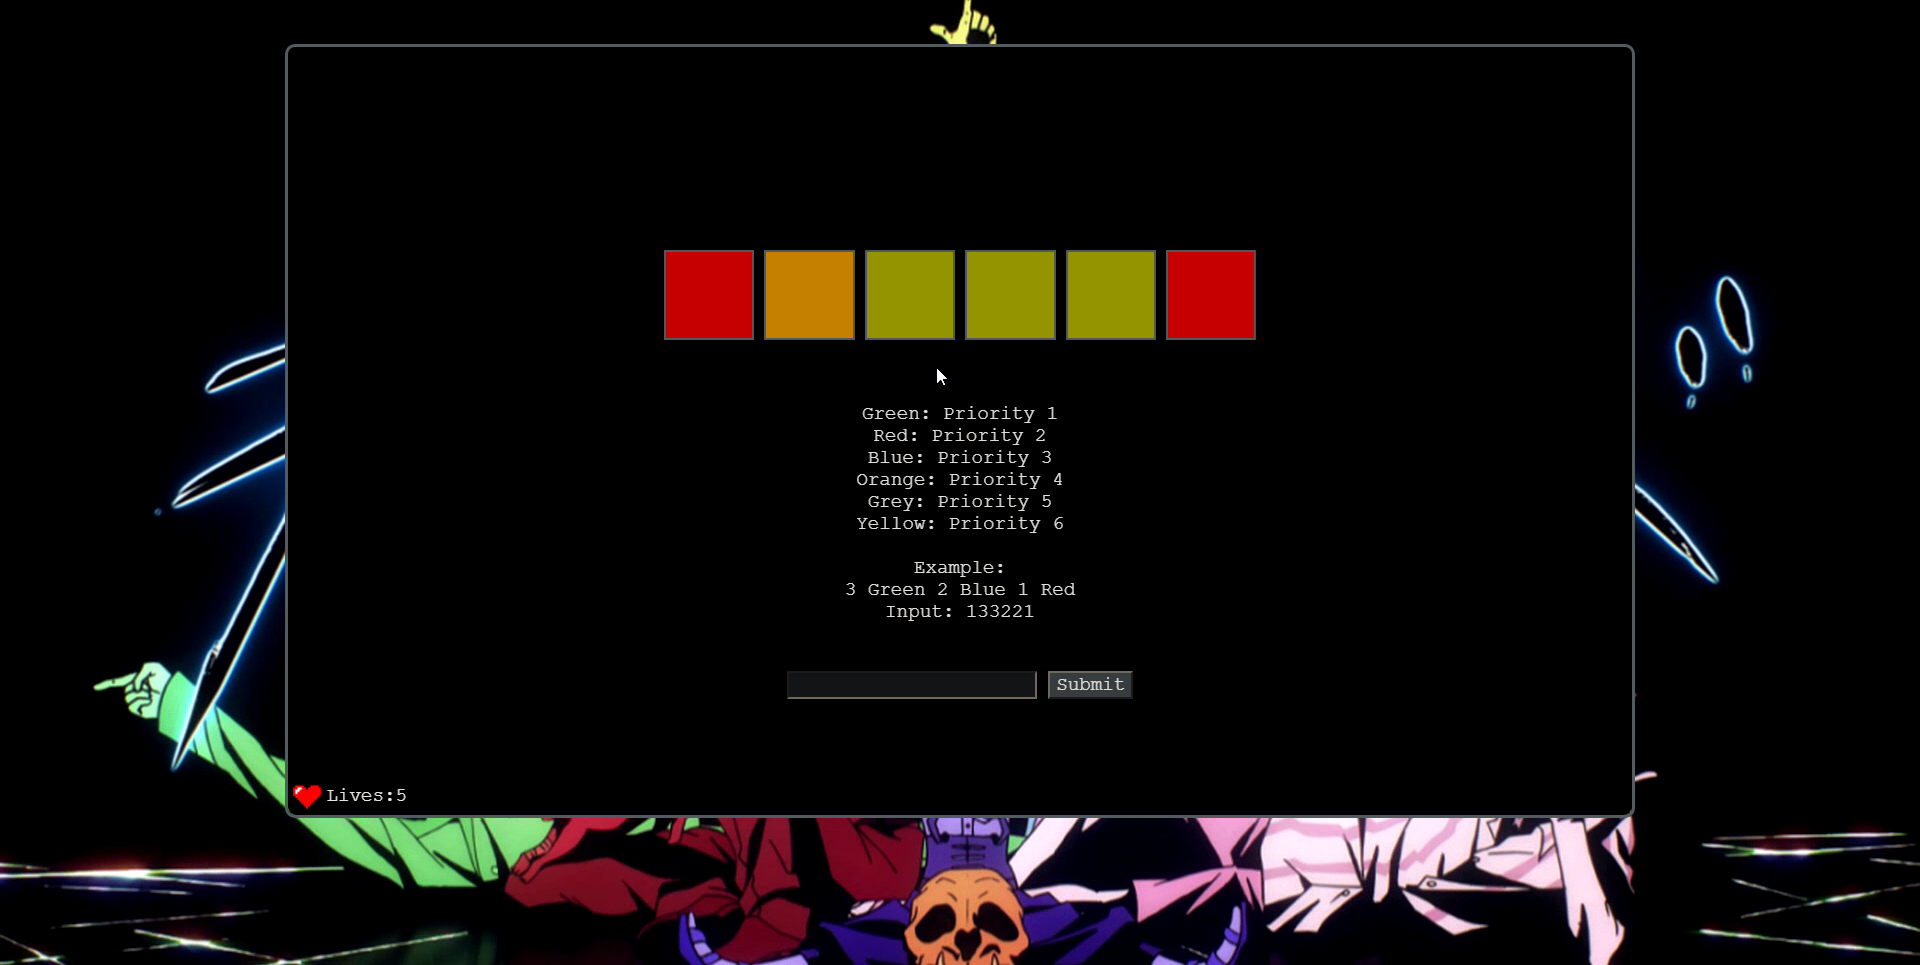 Green: Priority 1
Red: Priority 2
Blue: Priority 3
Orange: Priority 4
Grey: Priority 5
Yellow: Priority 6
Example:
3 Green 2 Blue 1 Red
Input: 133221
Submit
Lives:5